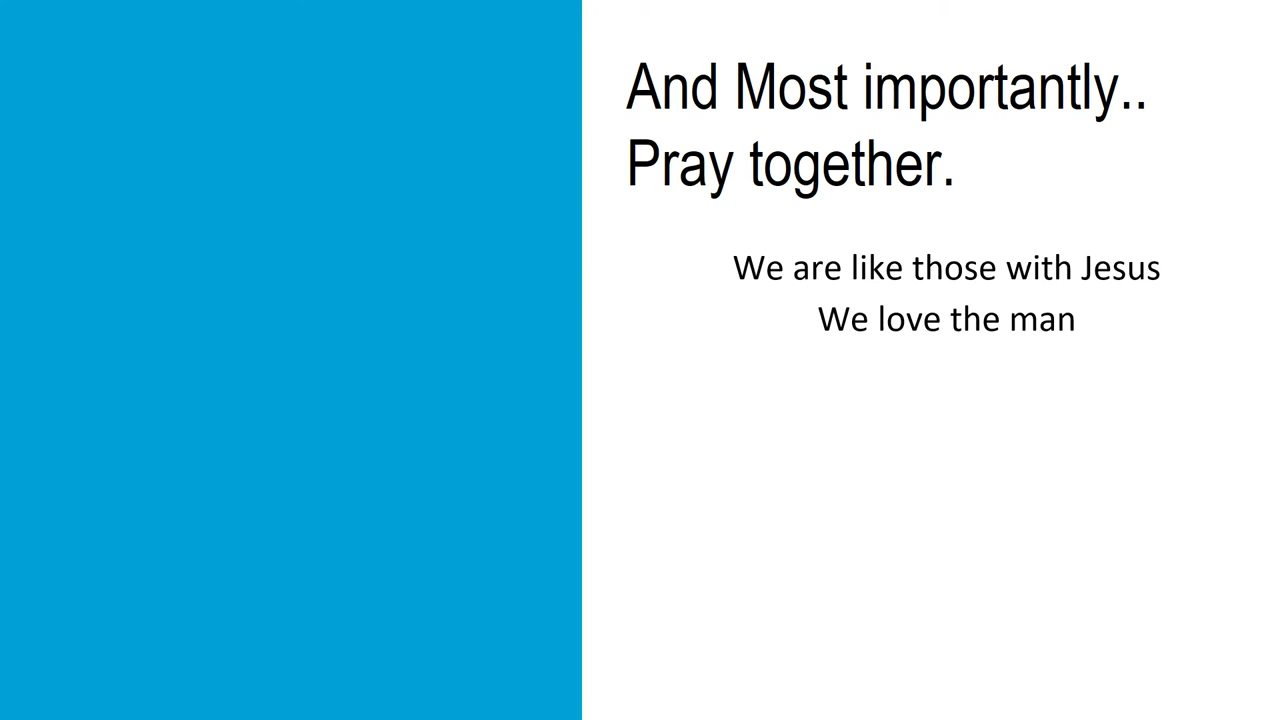 And Most importantly..
Pray together.
We are like those with Jesus
We love the man